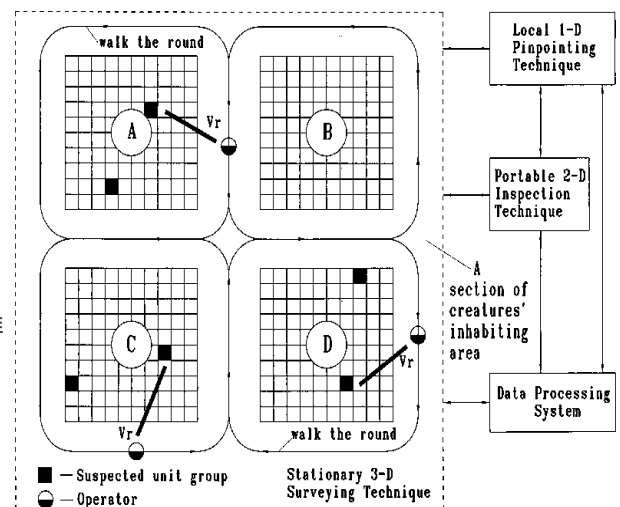 walk the round
Local 1-D
Pinpointing
Technique
A
Vr
B
Portable 2-D
Inspection
Technique
A
section of
creatures'
inhabiting
area
C
D
Vr
Vr
Data Processing
System
walk the round
■ — Suspected unit group
— Operator
Stationary 3-D
Surveying Technique